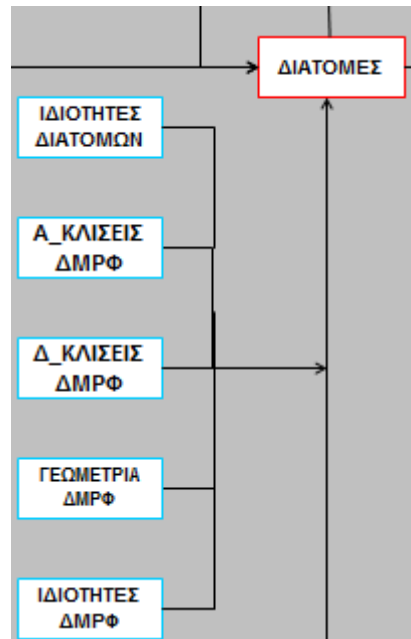 ΔΙΑΤΟΜΕΣ
ΙΔΙΟΤΗΤΕΣ
ΔΙΑΤΟΜΩΝ
Α_ΚΛΙΣΕΙΣ
ΔΜΡΦ
Δ_ΚΛΙΣΕΙΣ
ΔΜΡΦ
ΓΕΩΜΕΤΡΙΑ
ΔΜΡΦ
ΙΔΙΟΤΗΤΕΣ
ΔΜΡΦ